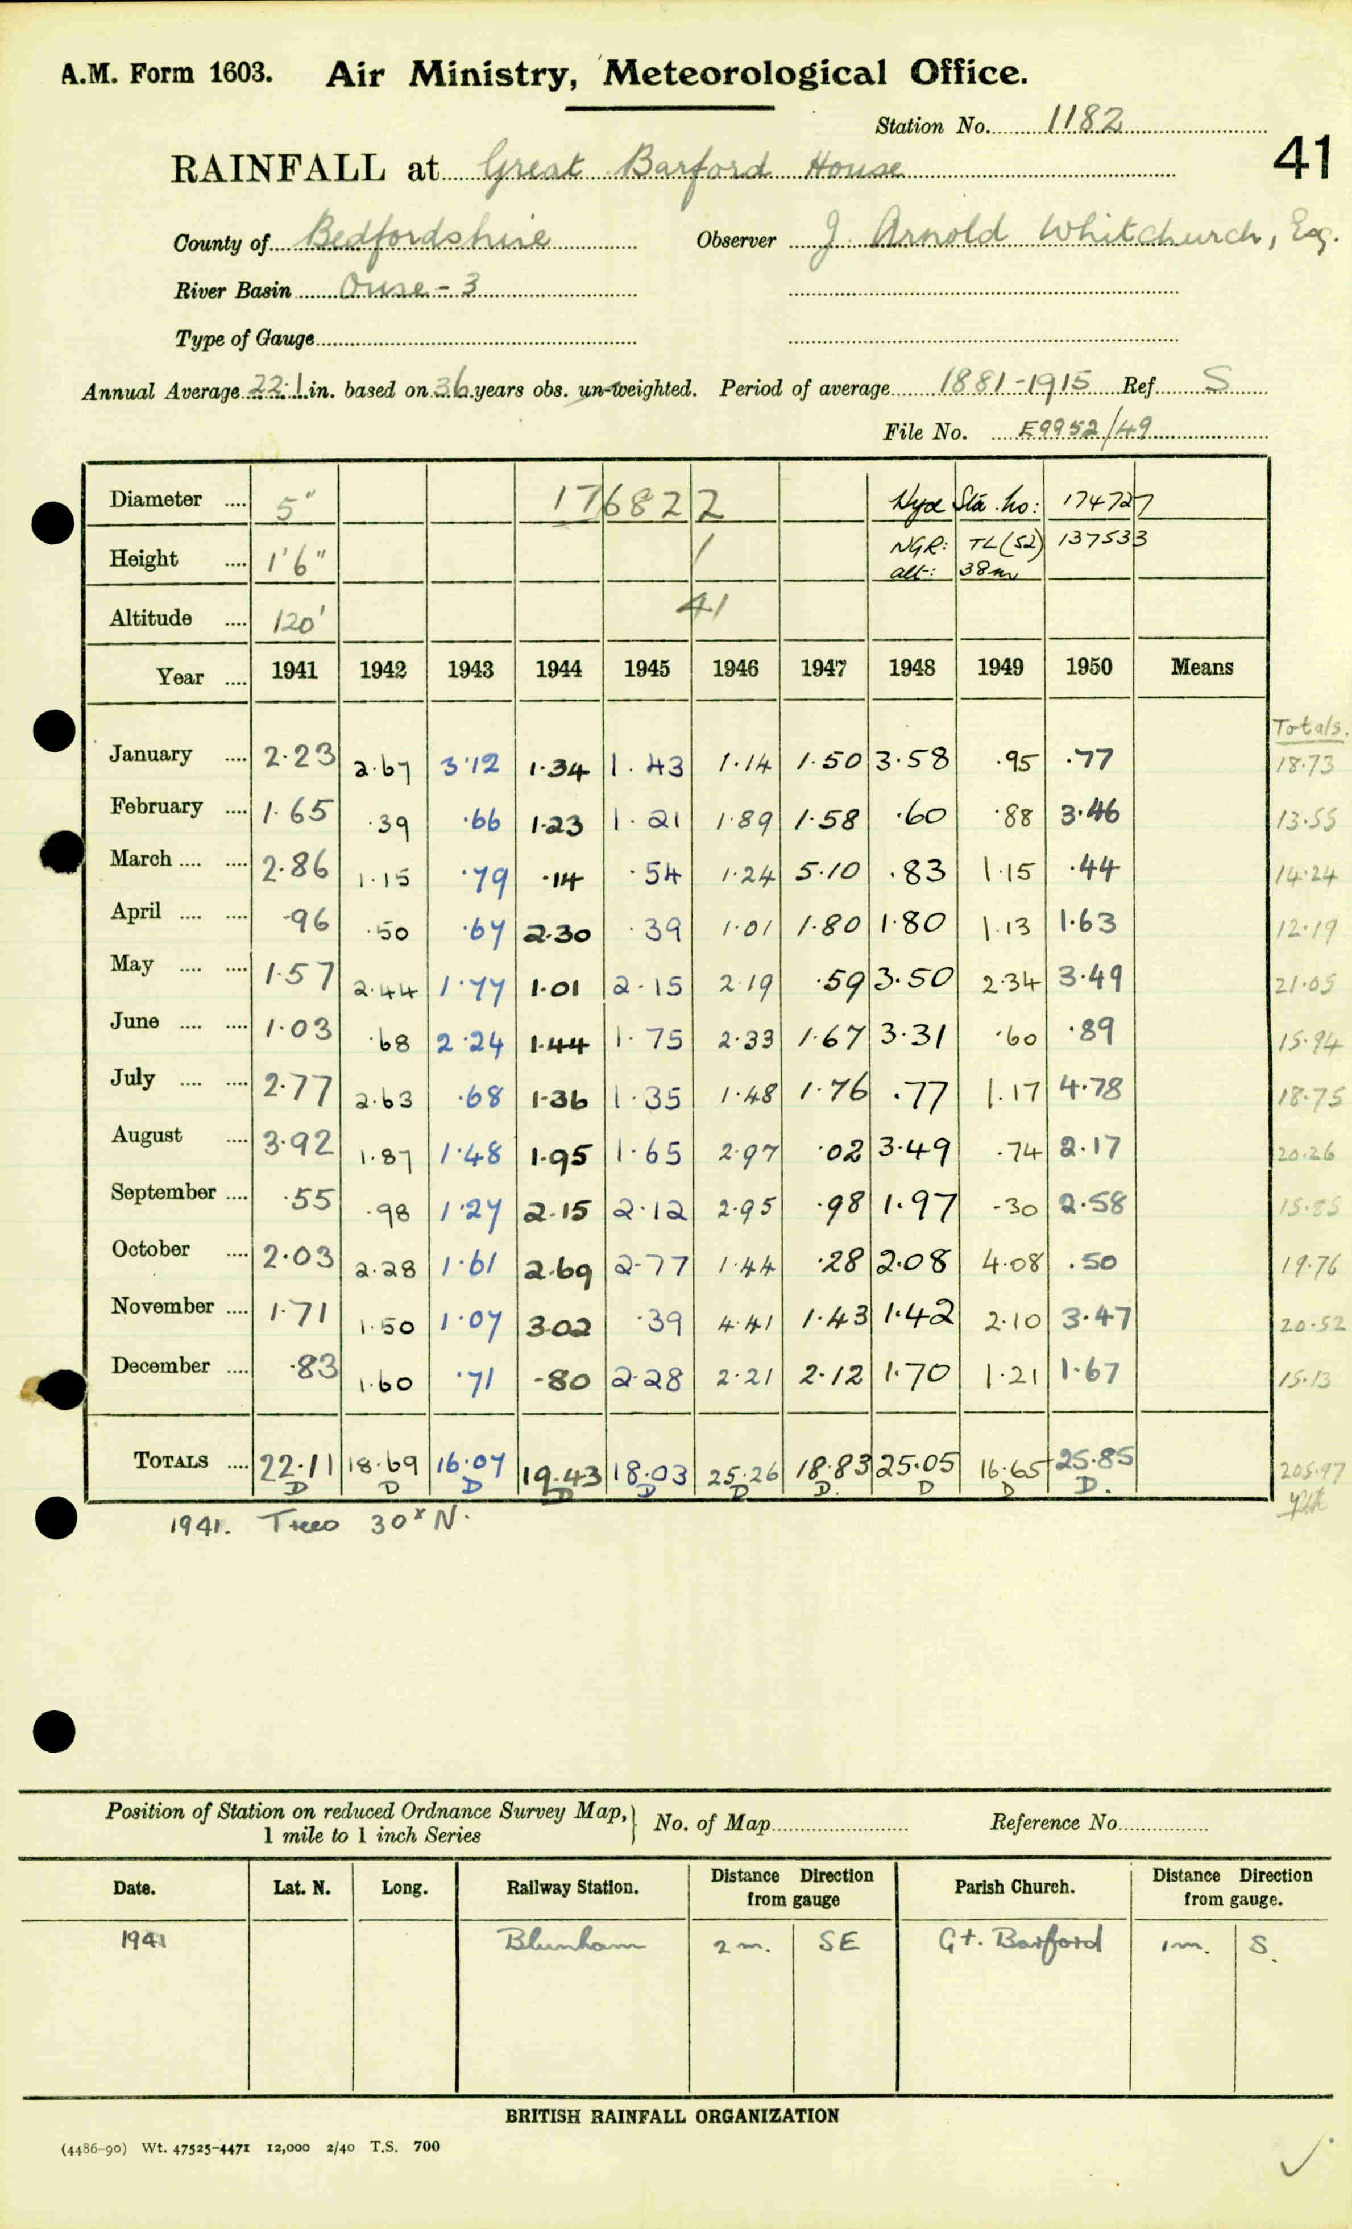 A.M. Form 1603. Air Ministry, Meteorological Office.
Station No. 1182
41
RAINFALL at Great Barford House
County of Bedfordshire Observer J. Arnold Whitchurch, Esq.
River Basin Ouse - 3
Type of Gauge
Annual Average 22.1 in. based on 36 years obs. un-weighted. Period of average 1881-1915 Ref S
File No. E9952/49
Diameter .... 5" 176822 Hyd Sta. no: 174727
Height .... 1'6" / NGR: TL(52) 137533
alt: 38m
Altitude .... 120' 41
Year .... 1941 1942 1943 1944 1945 1946 1947 1948 1949 1950 Means
Totals.
January .... 2.23 2.67 3.12 1.34 1.43 1.14 1.50 3.58 .95 .77 18.73
February .... 1.65 .39 .66 1.23 1.21 1.89 1.58 .60 .88 3.46 13.55
March .... .... 2.86 1.15 .79 .14 .54 1.24 5.10 .83 1.15 .44 14.24
April .... .... .96 .50 .67 2.30 .39 1.01 1.80 1.80 1.13 1.63 12.19
May .... .... 1.57 2.44 1.77 1.01 2.15 2.19 .59 3.50 2.34 3.49 21.05
June .... .... 1.03 .68 2.24 1.44 1.75 2.33 1.67 3.31 .60 .89 15.94
July .... .... 2.77 2.63 .68 1.36 1.35 1.48 1.76 .77 1.17 4.78 18.75
August .... 3.92 1.87 1.48 1.95 1.65 2.97 .02 3.49 .74 2.17 20.26
September .... .55 .98 1.27 2.15 2.12 2.95 .98 1.97 .30 2.58 15.85
October .... 2.03 2.28 1.61 2.69 2.77 1.44 .28 2.08 4.08 .50 19.76
November .... 1.71 1.50 1.07 3.02 .39 4.41 1.43 1.42 2.10 3.47 20.52
December .... .83 1.60 .71 .80 2.28 2.21 2.12 1.70 1.21 1.67 15.13
TOTALS .... 22.11 18.69 16.07 19.43 18.03 25.26 18.83 25.05 16.65 25.85 205.97
D D D D D D D. D D D.
1941. Trees 30x N.
Position of Station on reduced Ordnance Survey Map,} No. of Map Reference No
1 mile to 1 inch Series
Date. Lat. N. Long. Railway Station. Distance Direction from gauge Parish Church. Distance Direction from gauge.
1941 Blunham 2 m. SE Gt. Barford 1 m. S.
BRITISH RAINFALL ORGANIZATION
(4486-90) Wt. 47525-4471 12,000 2/40 T.S. 700